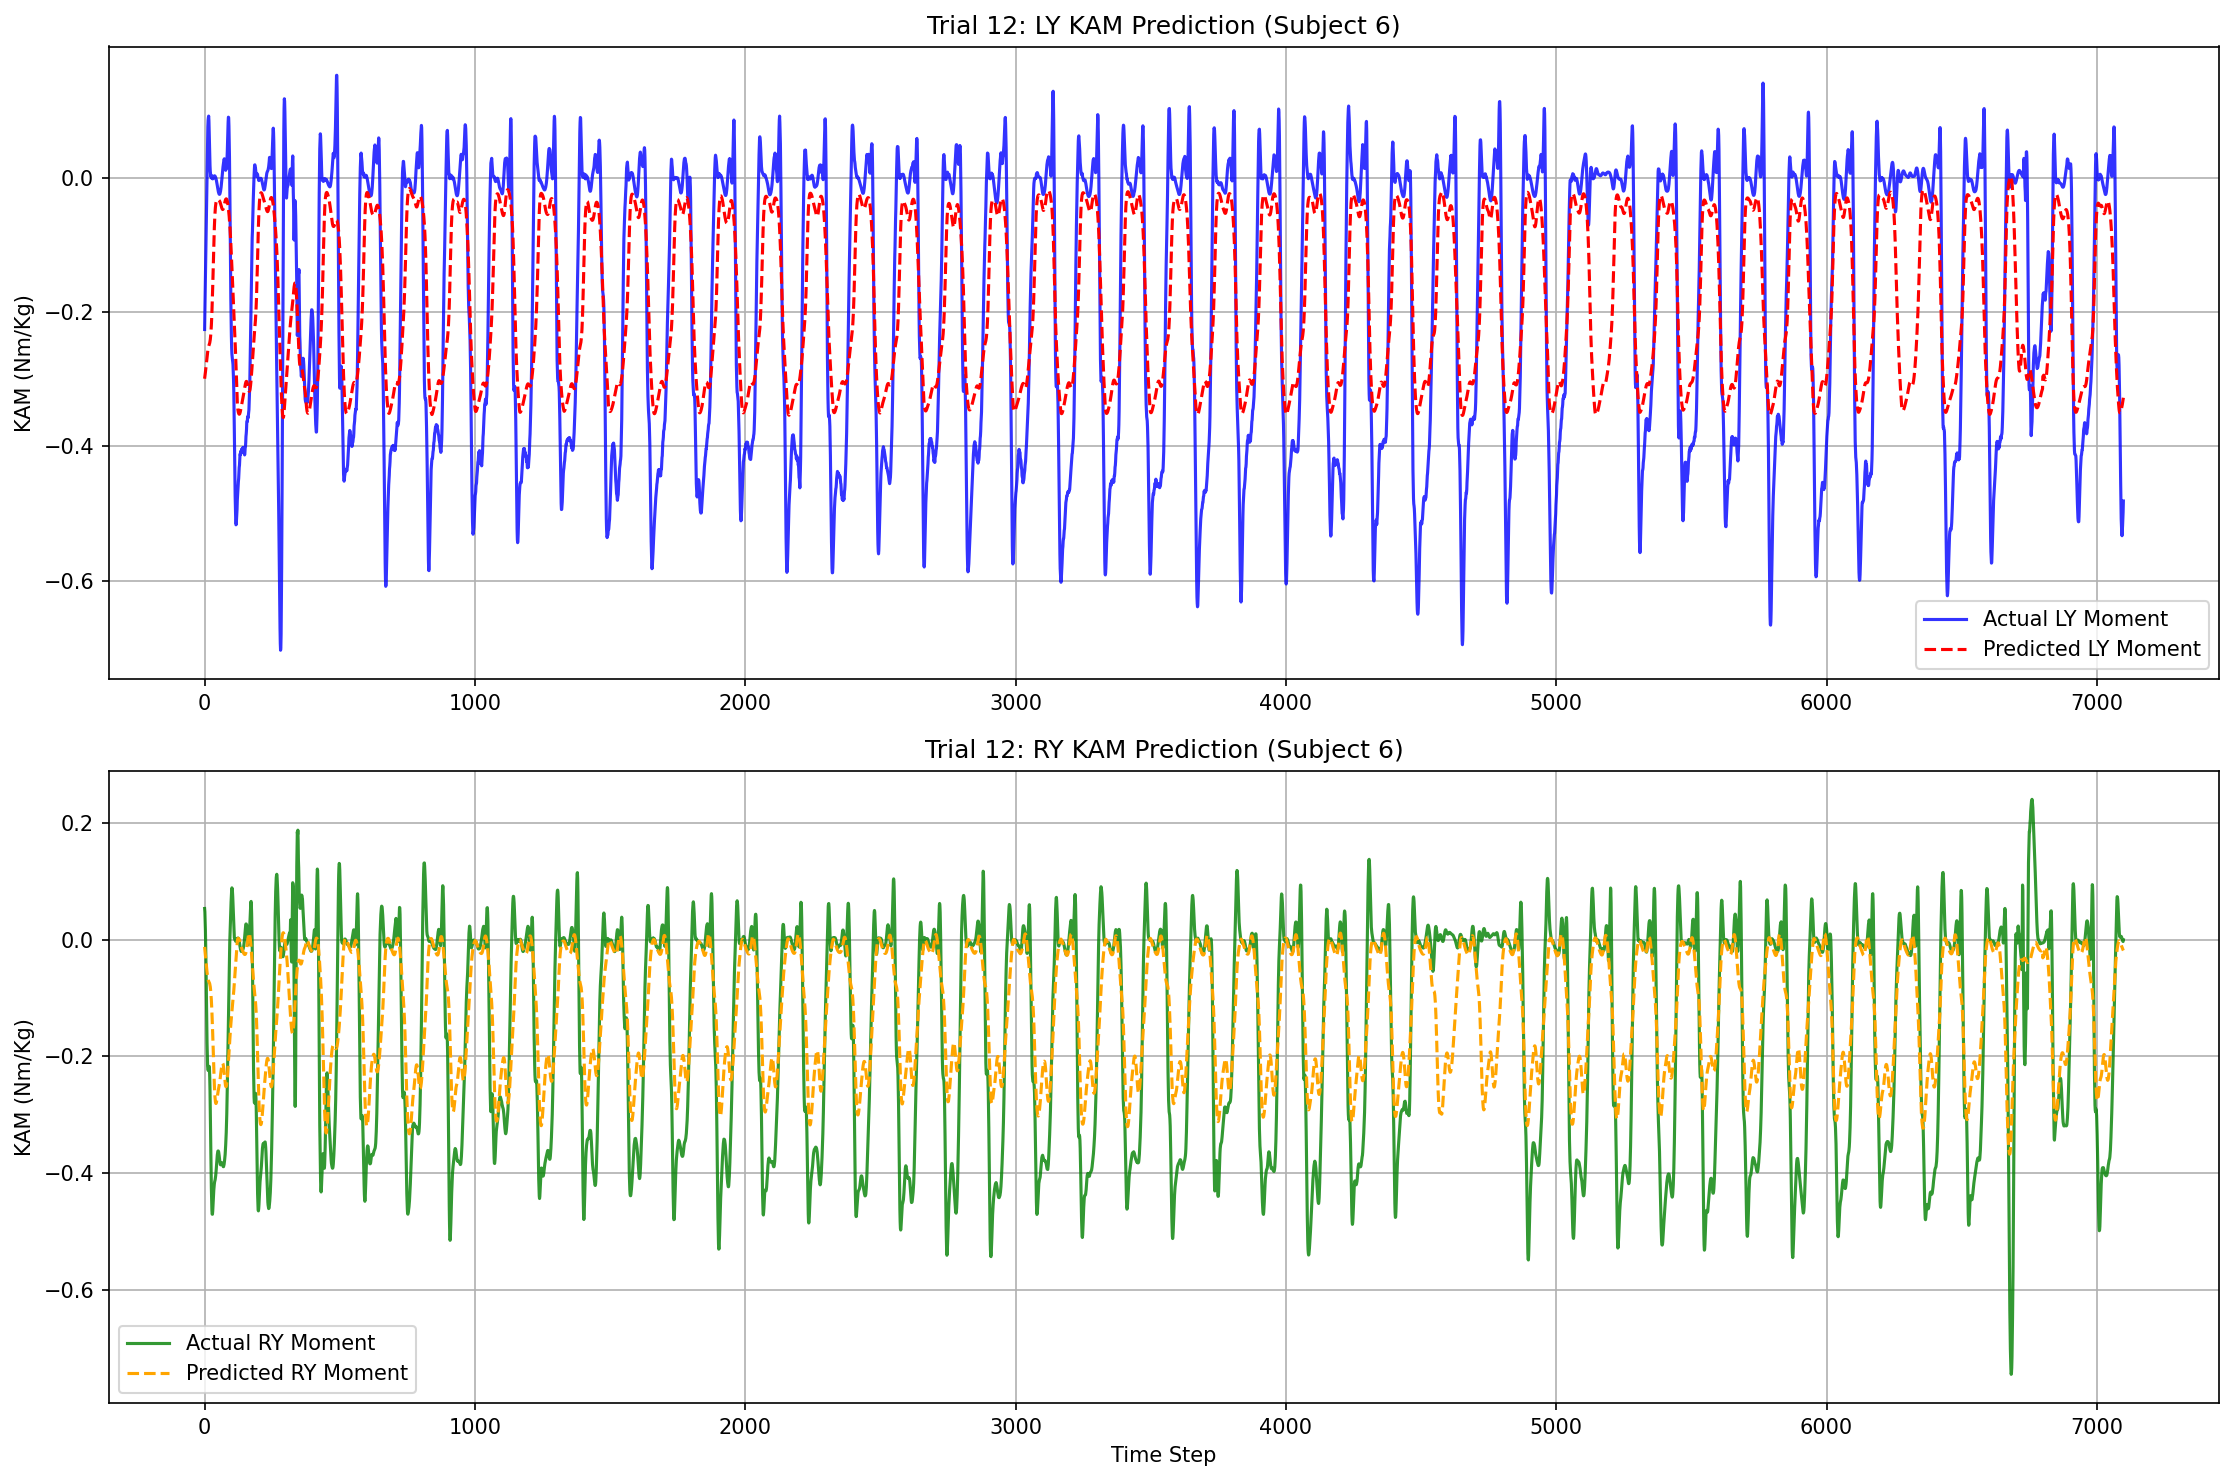 Trial 12: LY KAM Prediction (Subject 6)
KAM (Nm/Kg)
0.0
−0.2
−0.4
−0.6
Actual LY Moment
Predicted LY Moment
0 1000 2000 3000 4000 5000 6000 7000
Trial 12: RY KAM Prediction (Subject 6)
KAM (Nm/Kg)
0.2
0.0
−0.2
−0.4
−0.6
Actual RY Moment
Predicted RY Moment
0 1000 2000 3000 4000 5000 6000 7000
Time Step